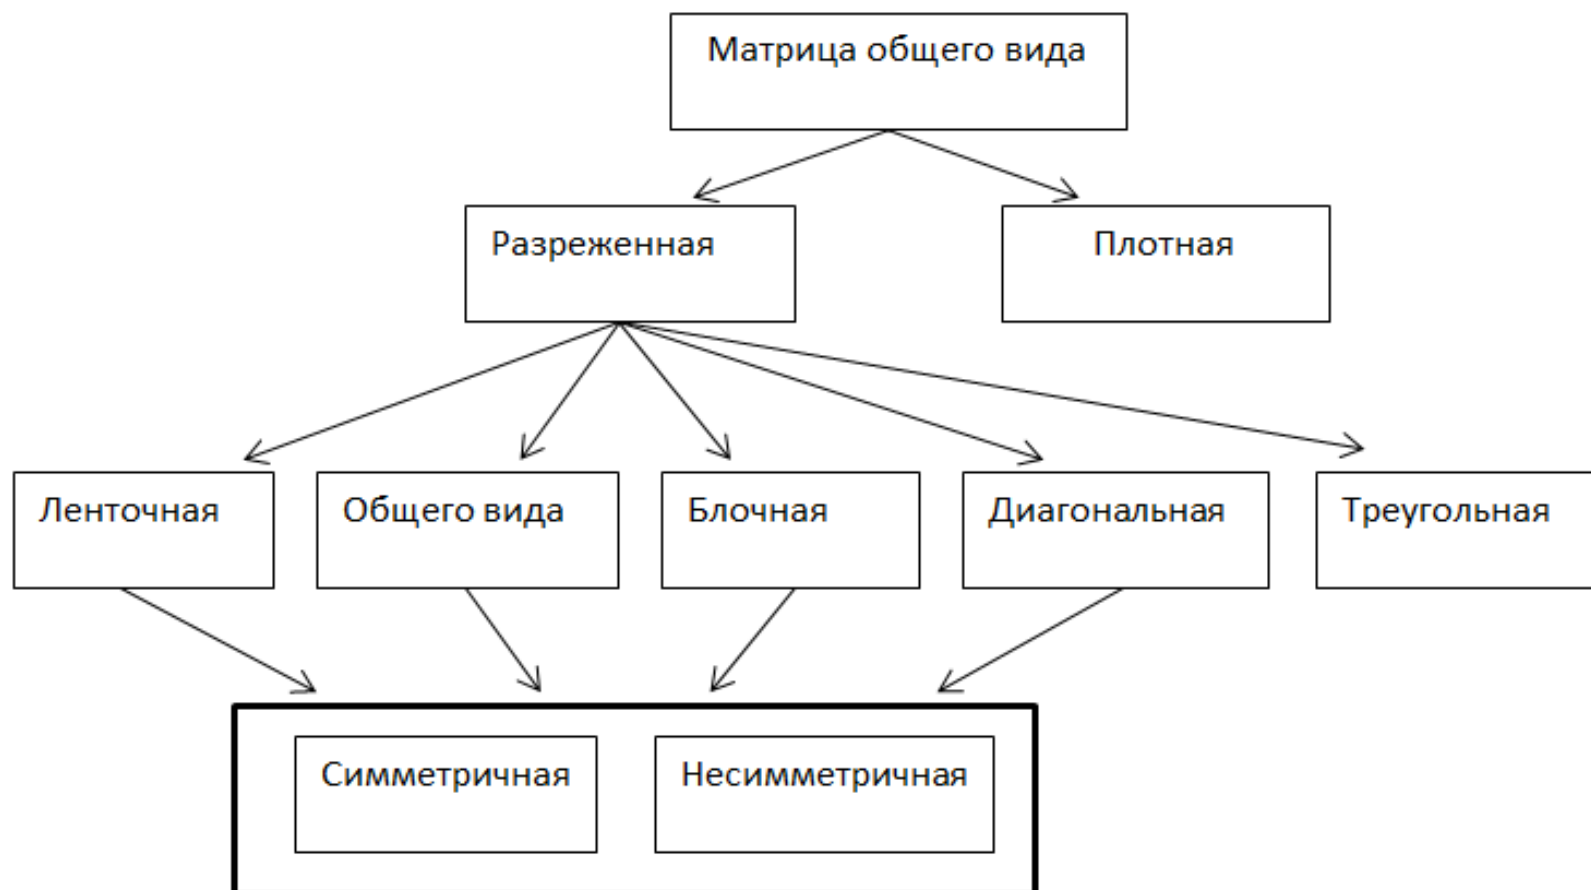 Матрица общего вида
Разреженная
Плотная
Ленточная
Общего вида
Блочная
Диагональная
Треугольная
Симметричная
Несимметричная